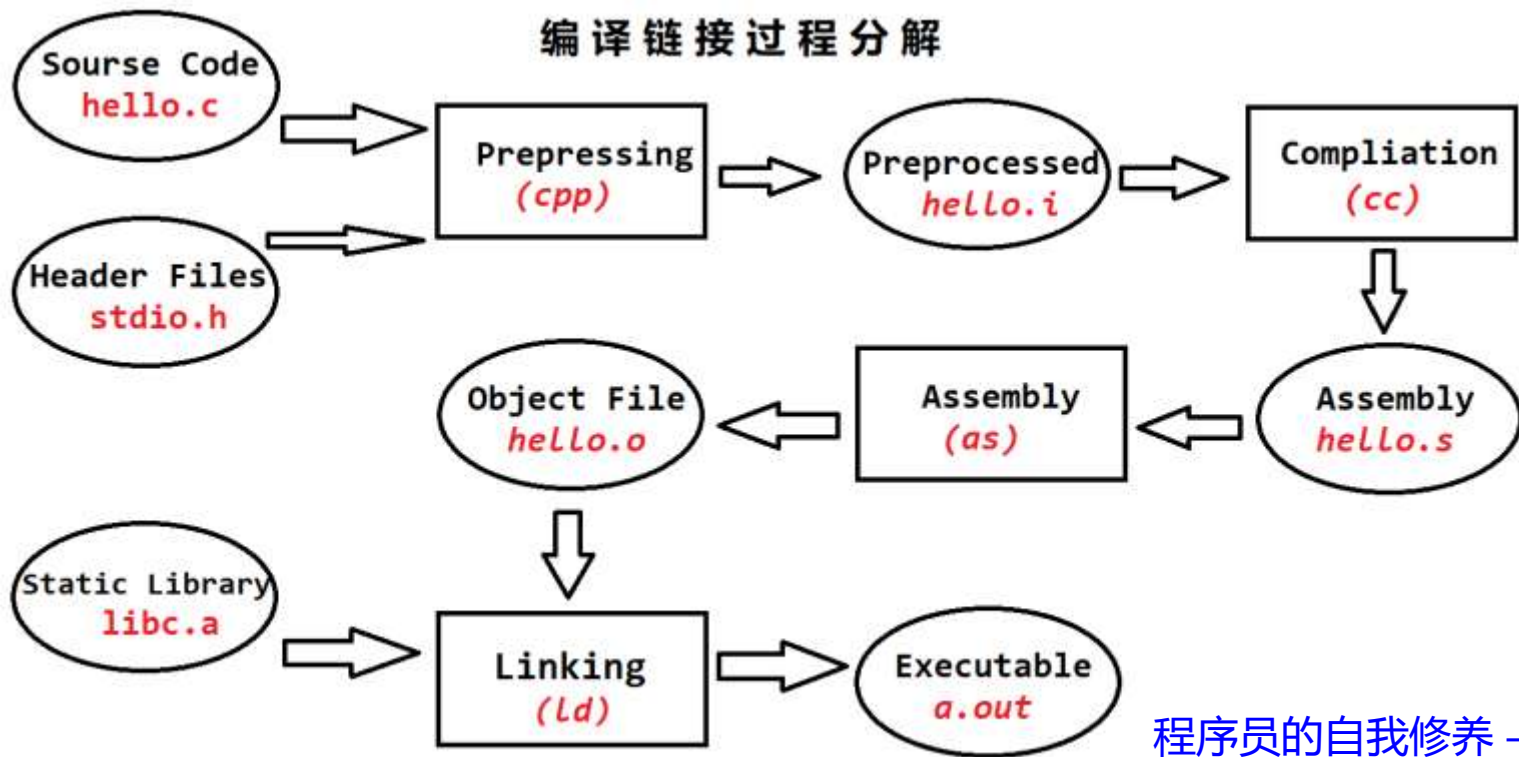 编译链接过程分解
Sourse Code
hello.c
Header Files
stdio.h
Prepressing
(cpp)
Preprocessed
hello.i
Compliation
(cc)
Assembly
hello.s
Assembly
(as)
Object File
hello.o
Static Library
libc.a
Linking
(ld)
Executable
a.out
程序员的自我修养 -